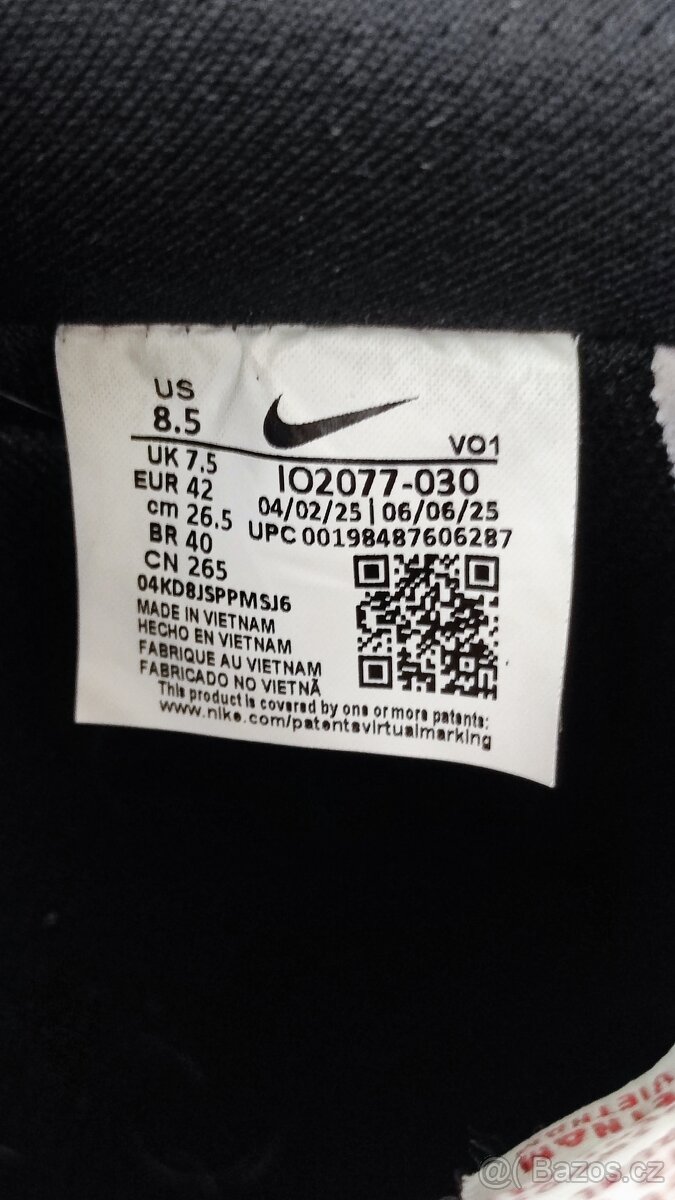 US
8.5
VO1
UK 7.5
EUR 42
cm 26.5
BR 40
CN 265
IO2077-030
04/02/25 | 06/06/25
UPC 00198487606287
04KD8JSPPMSJ6
MADE IN VIETNAM
HECHO EN VIETNAM
FABRIQUE AU VIETNAM
FABRICADO NO VIETNÃ
This product is covered by one or more patents:
www.nike.com/patentsvirtualmarking
VIETNAM
@( Bazos.cz